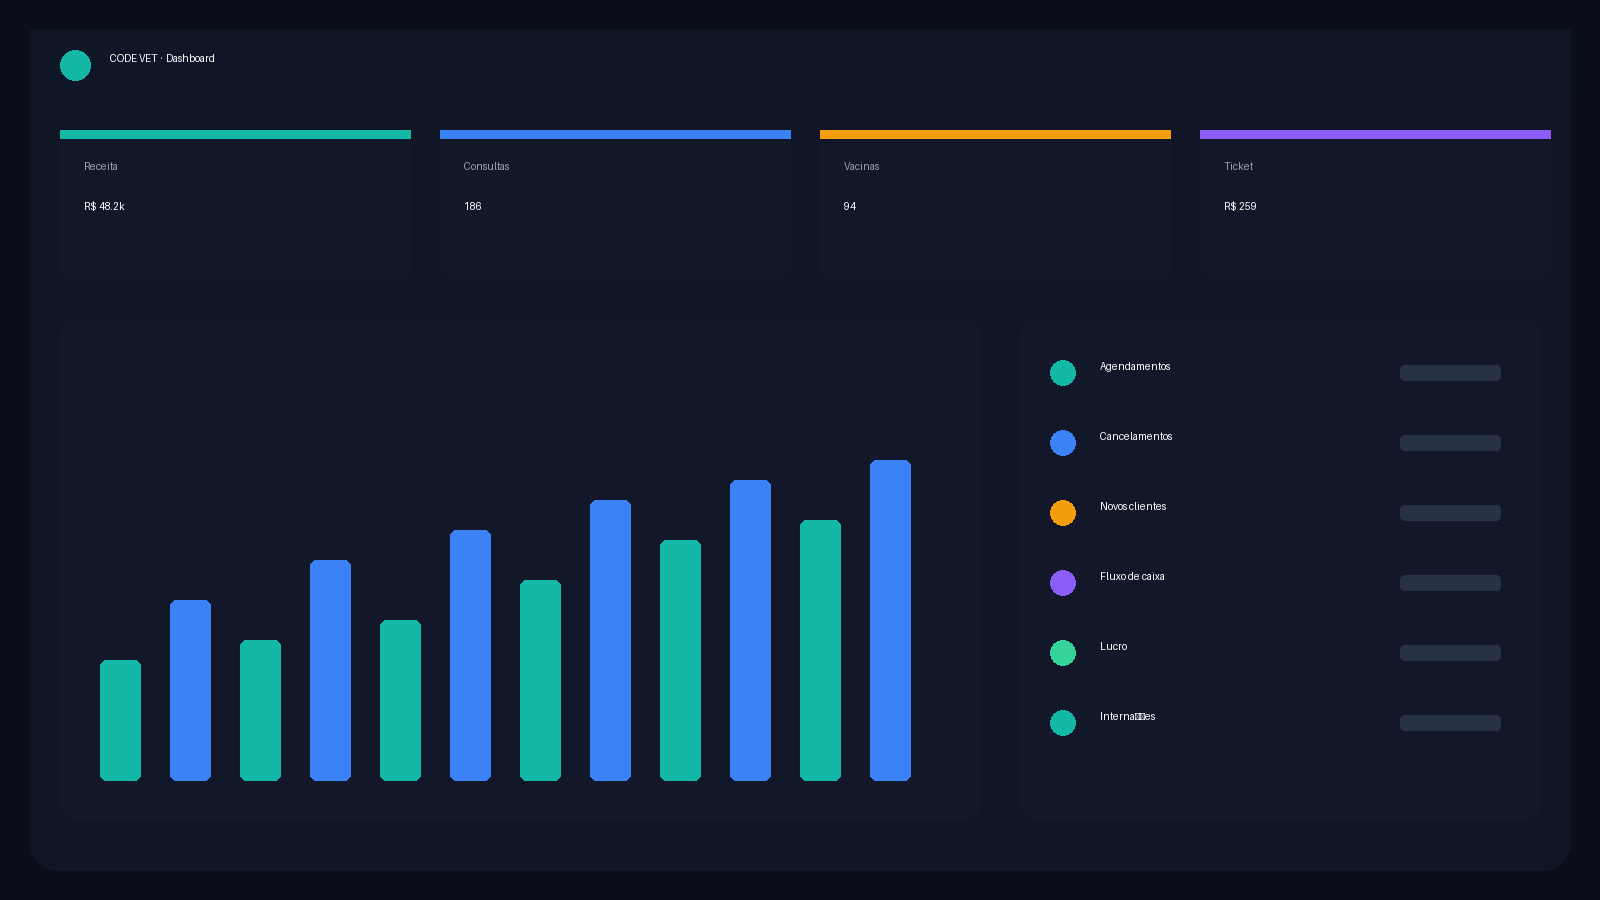 CODE VET · Dashboard
Receita
Consultas
Vacinas
Ticket
R$ 48.2k
186
94
R$ 259
Agendamentos
Cancelamentos
Novos clientes
Fluxo de caixa
Lucro